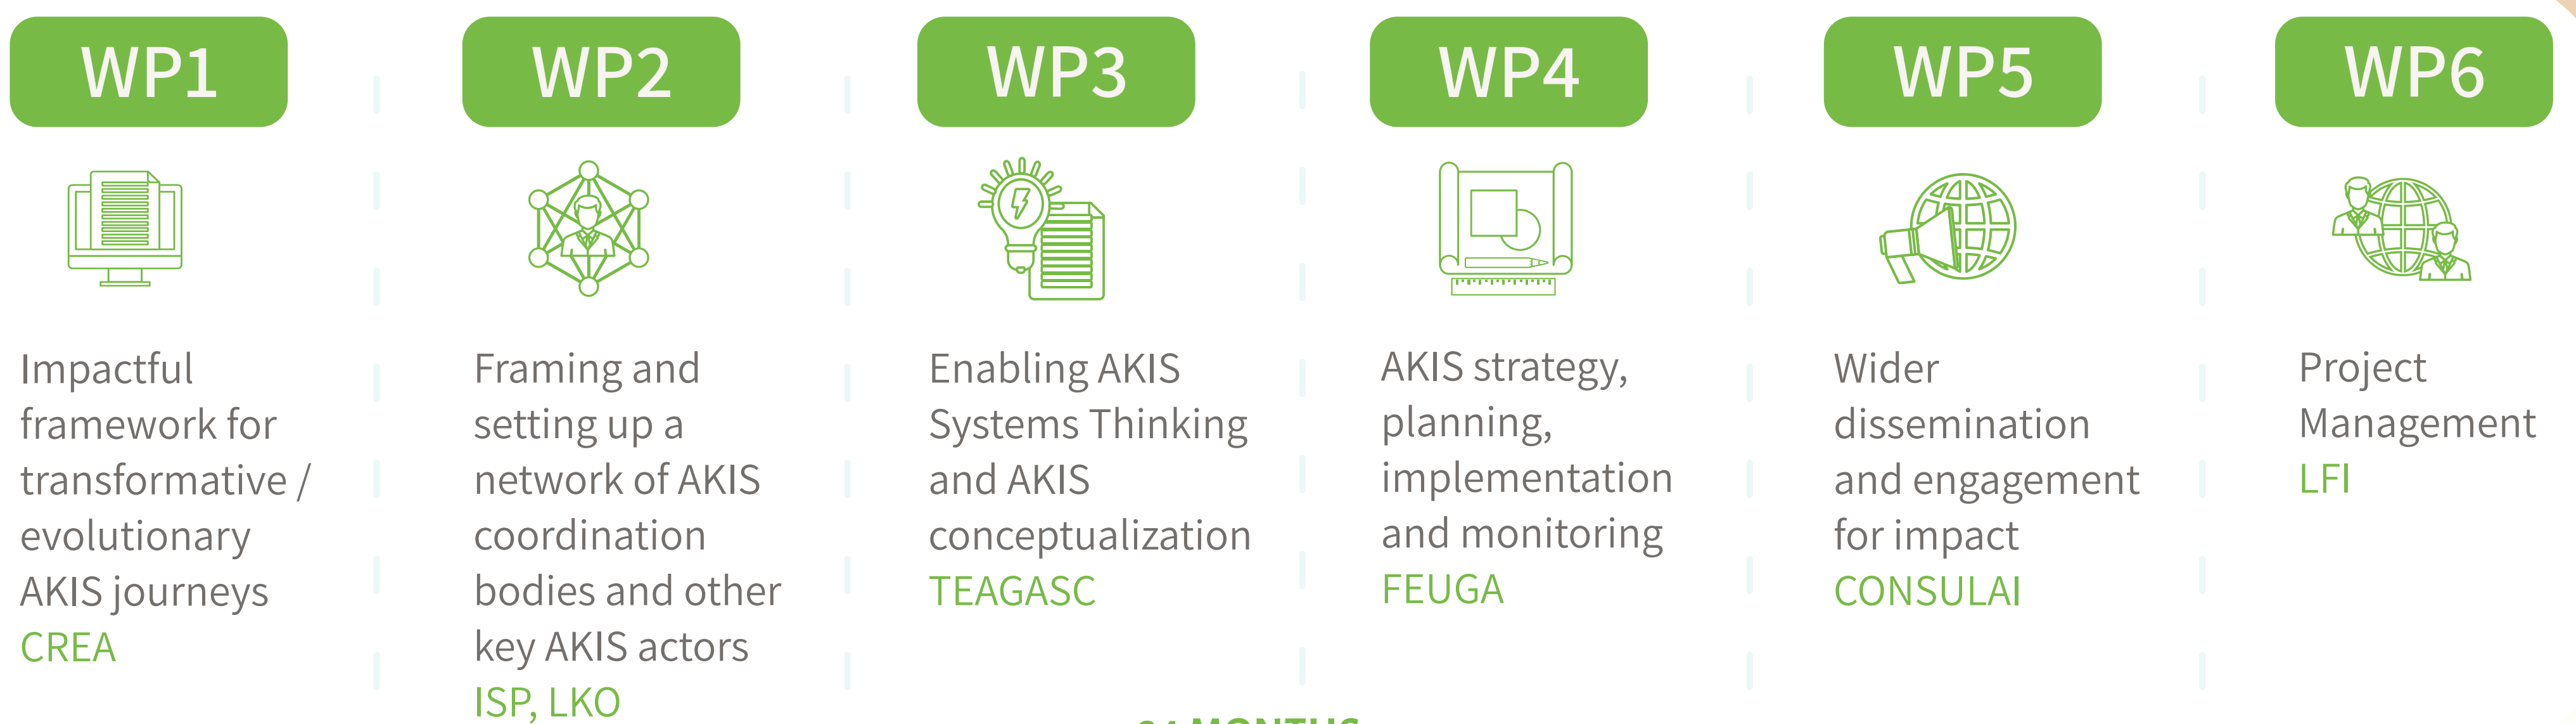 WP1
Impactful
framework for
transformative /
evolutionary
AKIS journeys
CREA
WP2
Framing and
setting up a
network of AKIS
coordination
bodies and other
key AKIS actors
ISP, LKO
WP3
Enabling AKIS
Systems Thinking
and AKIS
conceptualization
TEAGASC
WP4
AKIS strategy,
planning,
implementation
and monitoring
FEUGA
WP5
Wider
dissemination
and engagement
for impact
CONSULAI
WP6
Project
Management
LFI
MONTHS